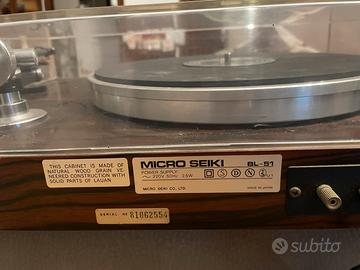 THIS CABINET IS MADE OF
NATURAL WOOD GRAIN VE-
NEERED CONSTRUCTION WITH
SOLID PARTS OF LAUAN
MICRO SEIKI BL-51
POWER SUPPLY:
~ 220V 50Hz 2.5W
S D N
MICRO SEIKI CO., LTD.
MADE IN JAPAN
SERIAL No 81062554
subito